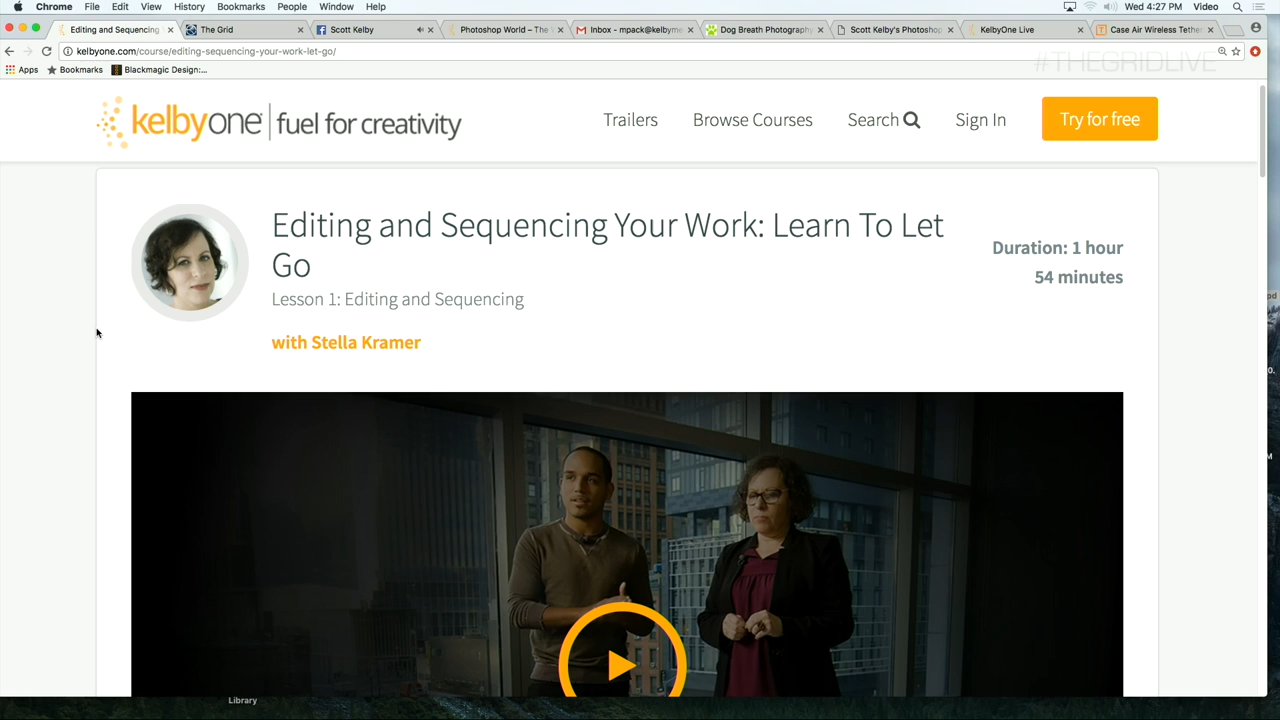 Chrome File Edit View History Bookmarks People Window Help Wed 4:27 PM Video
Editing and Sequencing The Grid Scott Kelby Photoshop World – The Inbox - mpack@kelbyme Dog Breath Photography Scott Kelby's Photoshop KelbyOne Live Case Air Wireless Tether
kelbyone.com/course/editing-sequencing-your-work-let-go/
#THEGRIDLIVE
Apps Bookmarks Blackmagic Design:...
kelbyone fuel for creativity
Trailers Browse Courses Search Sign In Try for free
Editing and Sequencing Your Work: Learn To Let
Go
Duration: 1 hour
54 minutes
Lesson 1: Editing and Sequencing
with Stella Kramer
Library